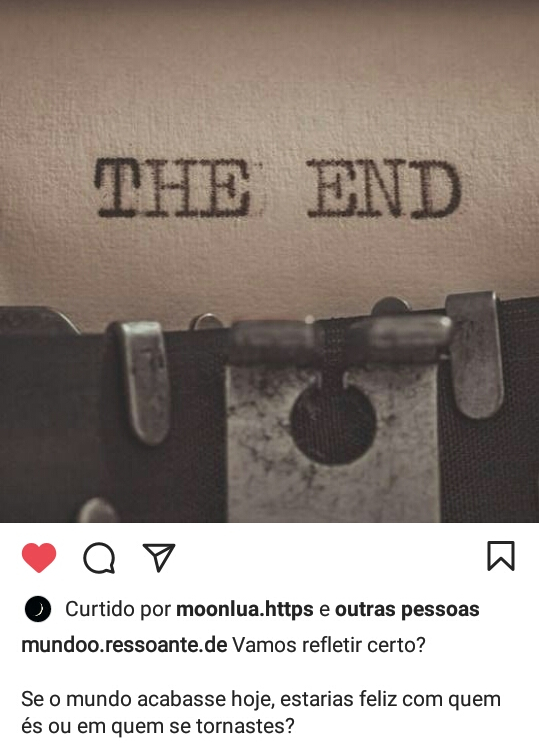 THE END
Curtido por moonlua.https e outras pessoas
mundoo.ressoante.de Vamos refletir certo?
Se o mundo acabasse hoje, estarias feliz com quem
és ou em quem se tornastes?